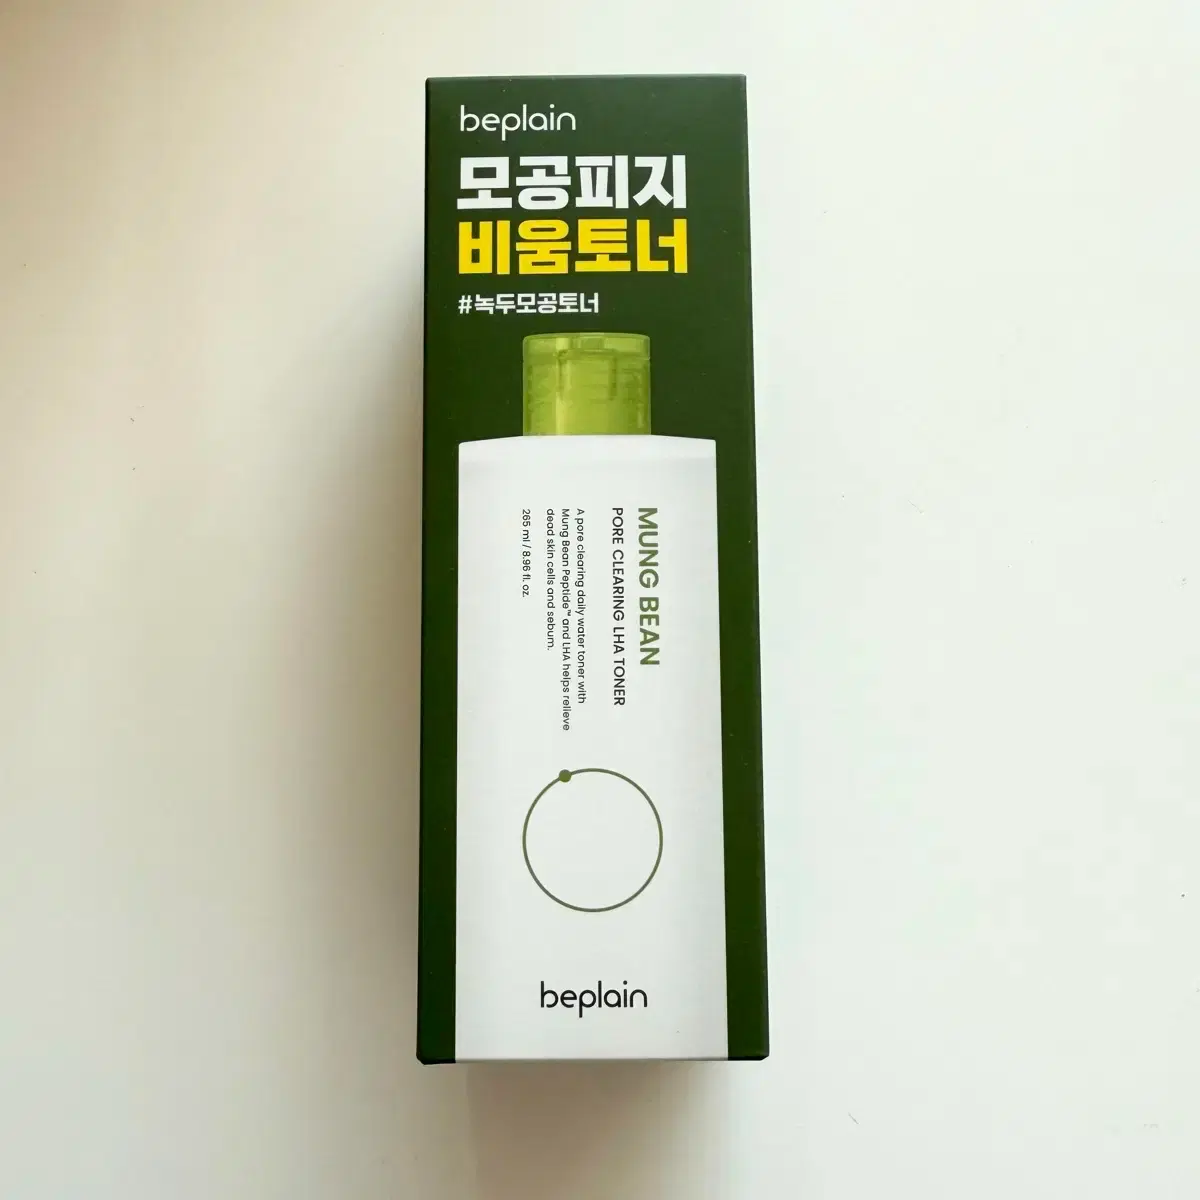 beplain
모공피지
비움토너
#녹두모공토너
MUNG BEAN
PORE CLEARING LHA TONER
A pore clearing daily water toner with
Mung Bean Peptide™ and LHA helps relieve
dead skin cells and sebum.
265 ml / 8.96 fl. oz.
beplain